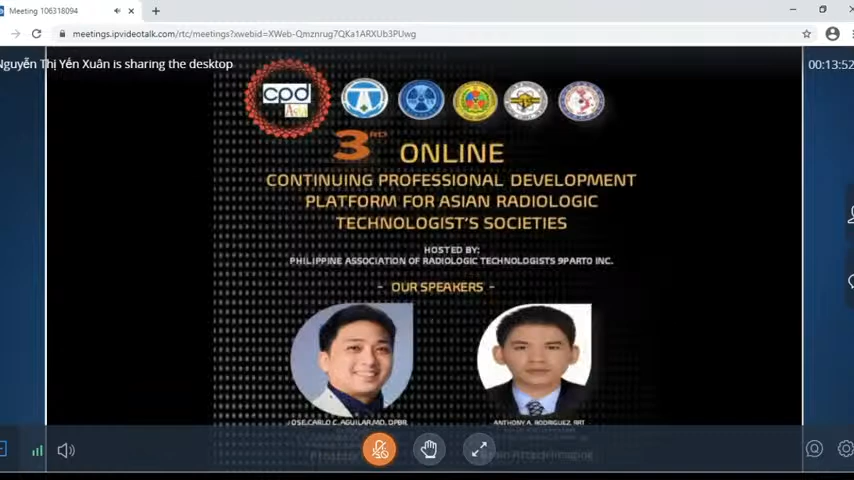 Meeting 106318094
meetings.ipvideotalk.com/rtc/meetings?xwebid=XWeb-Qmznrug7QKa1ARXUb3PUwg
Nguyễn Thị Yến Xuân is sharing the desktop
00:13:52
cpd
Asia
3RD ONLINE
CONTINUING PROFESSIONAL DEVELOPMENT
PLATFORM FOR ASIAN RADIOLOGIC
TECHNOLOGIST'S SOCIETIES
HOSTED BY:
PHILIPPINE ASSOCIATION OF RADIOLOGIC TECHNOLOGISTS 9PARTO INC.
- OUR SPEAKERS -
JOSE CARLO C. AGUILAR, MD, DPBR
ANTHONY A. RODRIGUEZ, RRT